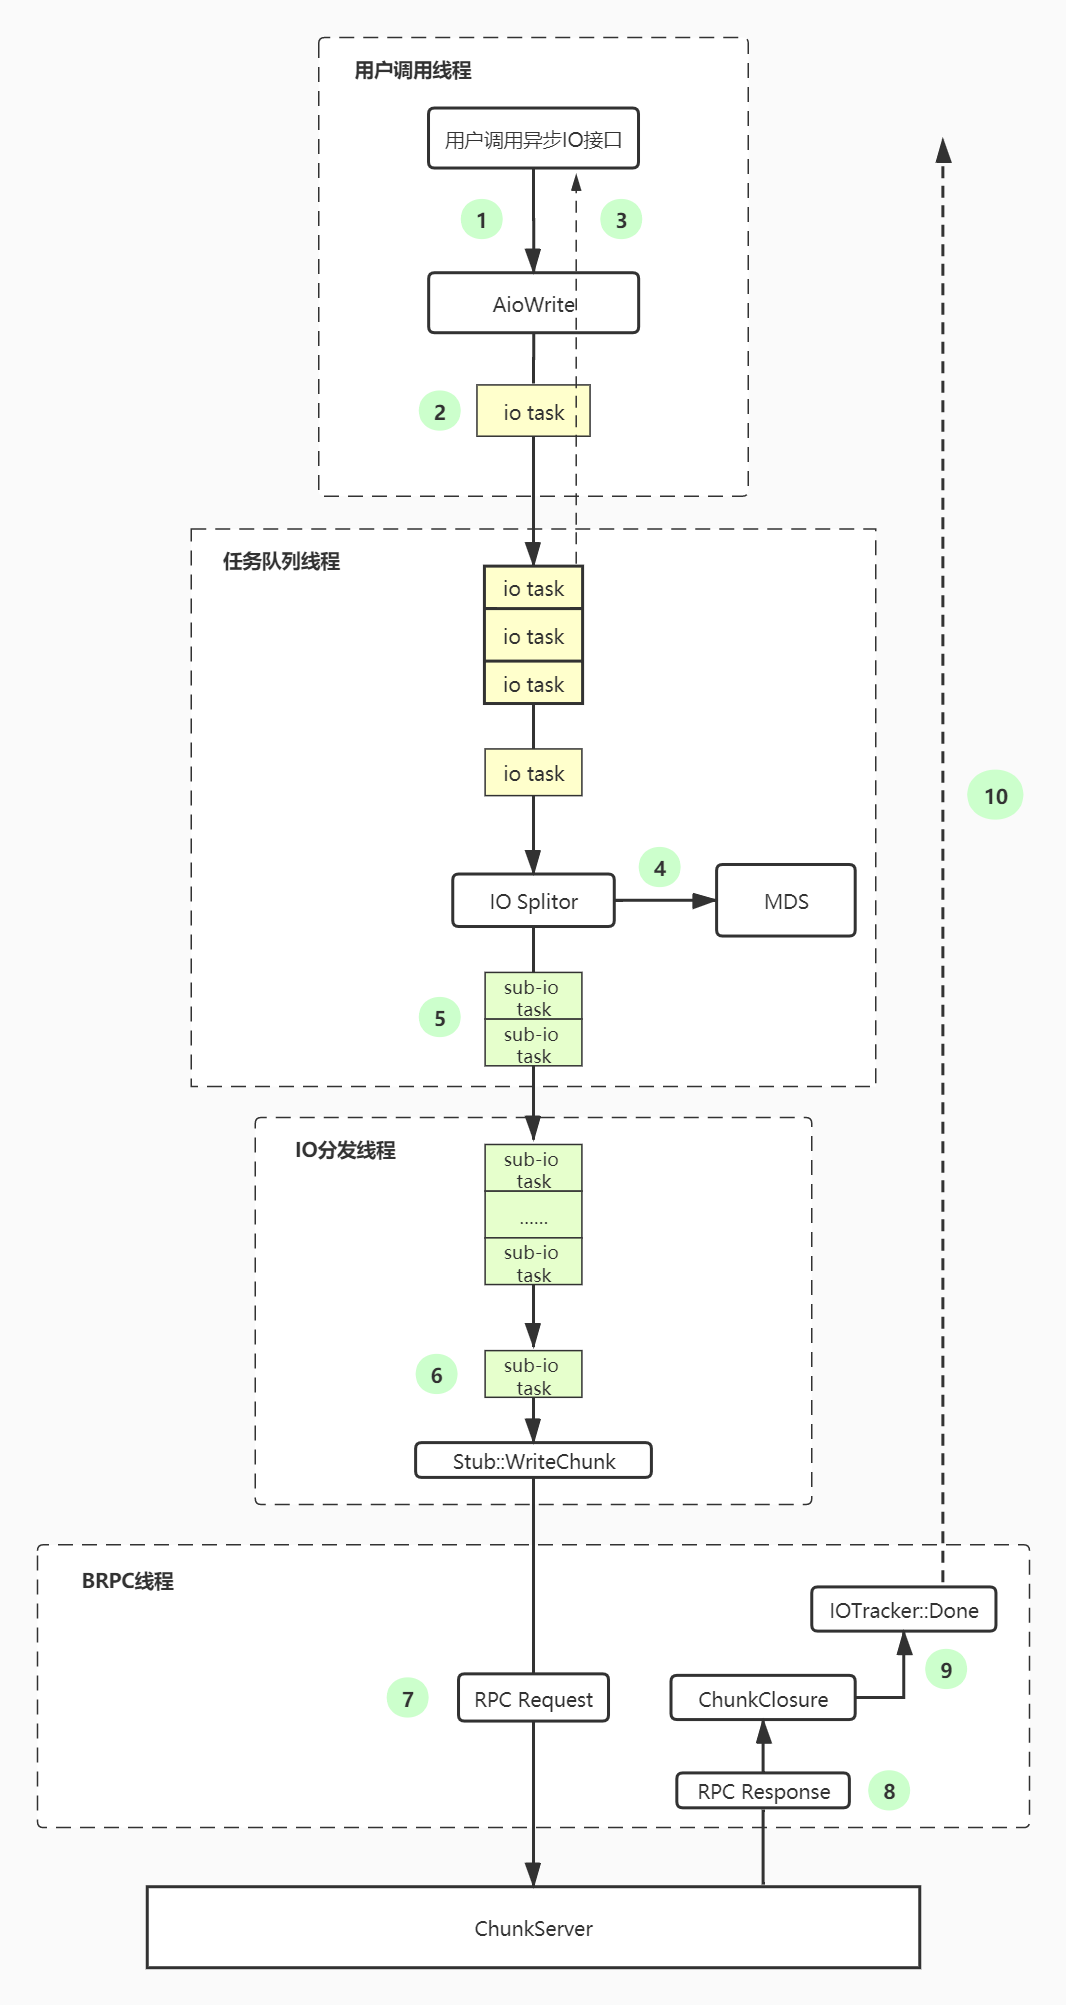 用户调用线程
用户调用异步IO接口
1
3
AioWrite
2
io task
任务队列线程
io task
io task
io task
io task
10
4
IO Splitor
MDS
5
sub-io
task
sub-io
task
IO分发线程
sub-io
task
......
sub-io
task
6
sub-io
task
Stub::WriteChunk
BRPC线程
IOTracker::Done
9
7
RPC Request
ChunkClosure
RPC Response
8
ChunkServer